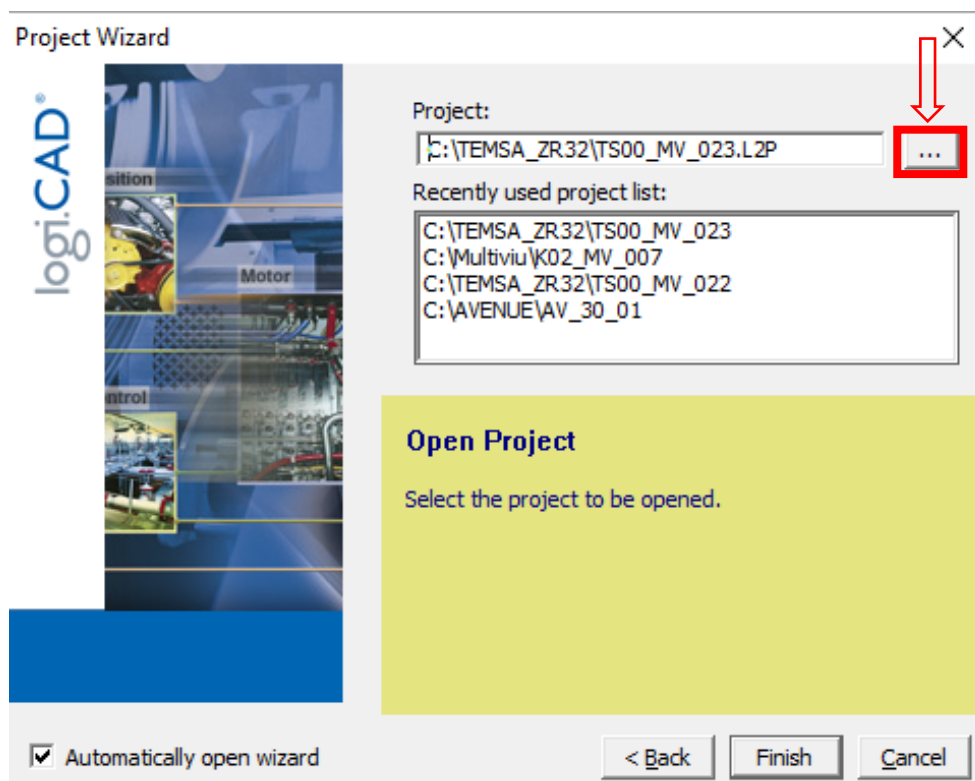 Project Wizard
logi.CAD®
sition
Motor
ntrol
Project:
C:\TEMSA_ZR32\TS00_MV_023.L2P
...
Recently used project list:
C:\TEMSA_ZR32\TS00_MV_023
C:\Multiviu\K02_MV_007
C:\TEMSA_ZR32\TS00_MV_022
C:\AVENUE\AV_30_01
Open Project
Select the project to be opened.
Automatically open wizard
< Back
Finish
Cancel